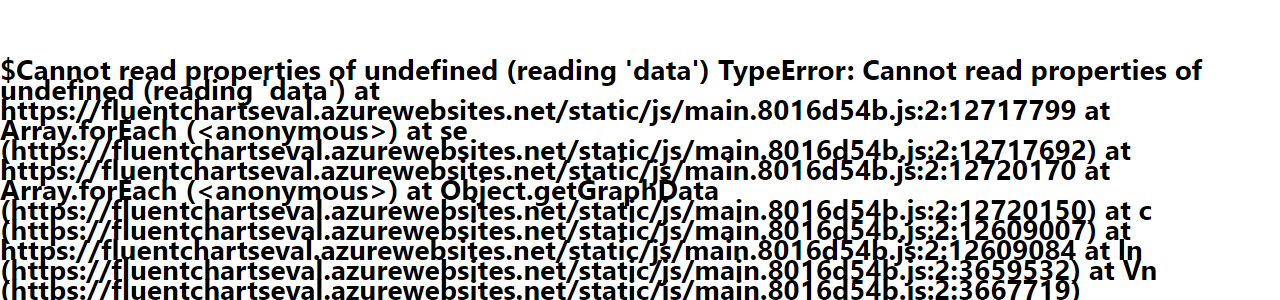 $Cannot read properties of undefined (reading 'data') TypeError: Cannot read properties of
undefined (reading 'data') at
https://fluentchartseval.azurewebsites.net/static/js/main.8016d54b.js:2:12717799 at
Array.forEach (<anonymous>) at se
(https://fluentchartseval.azurewebsites.net/static/js/main.8016d54b.js:2:12717692) at
https://fluentchartseval.azurewebsites.net/static/js/main.8016d54b.js:2:12720170 at
Array.forEach (<anonymous>) at Object.getGraphData
(https://fluentchartseval.azurewebsites.net/static/js/main.8016d54b.js:2:12720150) at c
(https://fluentchartseval.azurewebsites.net/static/js/main.8016d54b.js:2:12609007) at
https://fluentchartseval.azurewebsites.net/static/js/main.8016d54b.js:2:12609084 at ln
(https://fluentchartseval.azurewebsites.net/static/js/main.8016d54b.js:2:3659532) at Vn
(https://fluentchartseval.azurewebsites.net/static/js/main.8016d54b.js:2:3667719)